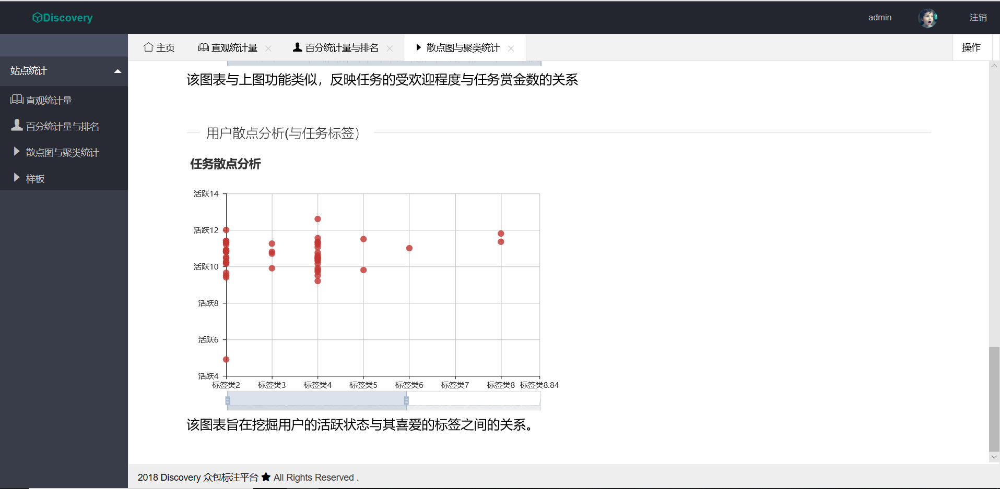 Discovery
admin
注销
主页
直观统计量
百分统计量与排名
散点图与聚类统计
操作
站点统计
直观统计量
百分统计量与排名
散点图与聚类统计
样板
该图表与上图功能类似，反映任务的受欢迎程度与任务赏金数的关系
用户散点分析(与任务标签）
任务散点分析
活跃14
活跃12
活跃10
活跃8
活跃6
活跃4
标签类2
标签类3
标签类4
标签类5
标签类6
标签类7
标签类8
标签类8.84
该图表旨在挖掘用户的活跃状态与其喜爱的标签之间的关系。
2018 Discovery 众包标注平台 ★ All Rights Reserved .